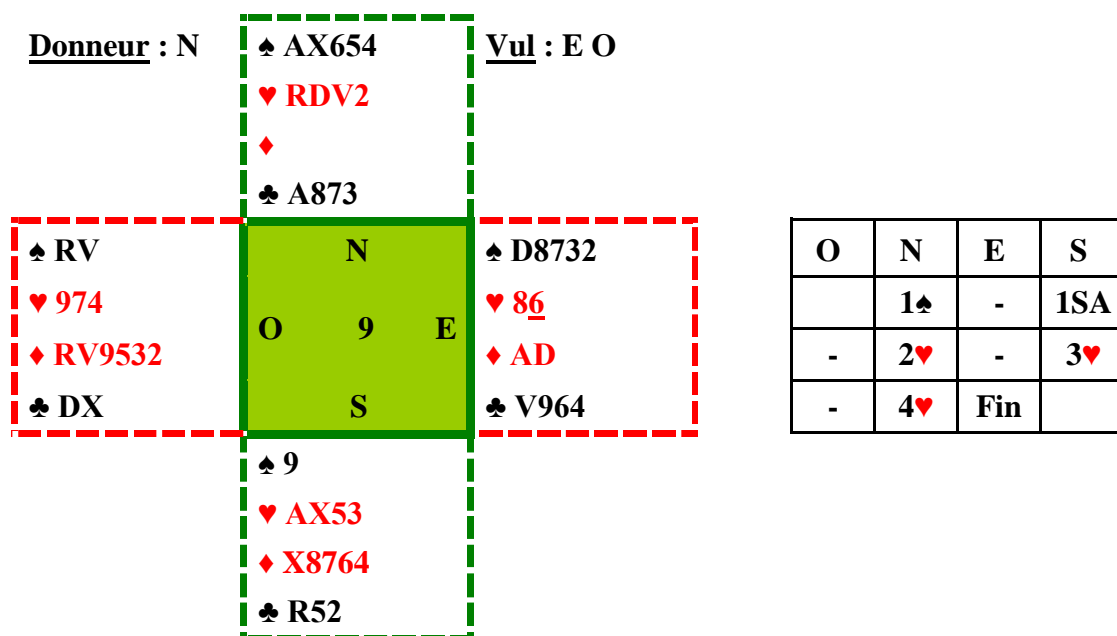 Donneur : N
♠ AX654
♥ RDV2
♦
♣ A873
Vul : E O
♠ RV
♥ 974
♦ RV9532
♣ DX
N
O 9 E
S
♠ D8732
♥ 86
♦ AD
♣ V964
♠ 9
♥ AX53
♦ X8764
♣ R52
O N E S
1♠ - 1SA
- 2♥ - 3♥
- 4♥ Fin